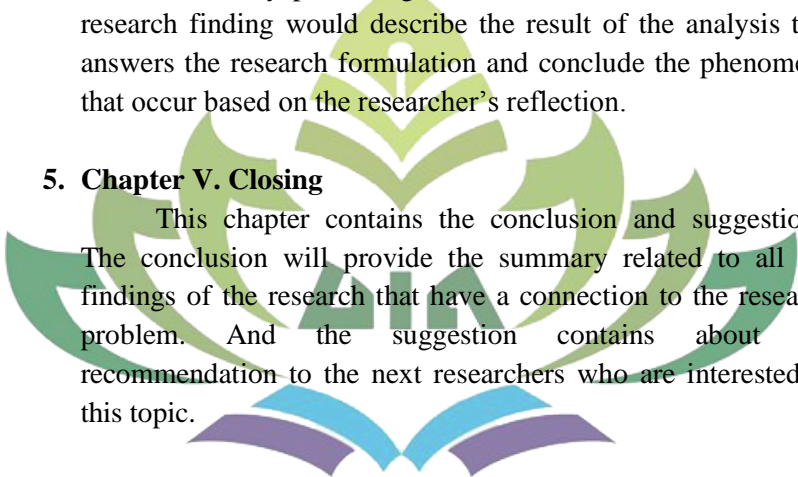 research finding would describe the result of the analysis t
answers the research formulation and conclude the phenome
that occur based on the researcher's reflection.
5. Chapter V. Closing
This chapter contains the conclusion and suggestio
The conclusion will provide the summary related to all
findings of the research that have a connection to the resea
problem. And the suggestion contains about
recommendation to the next researchers who are interested
this topic.